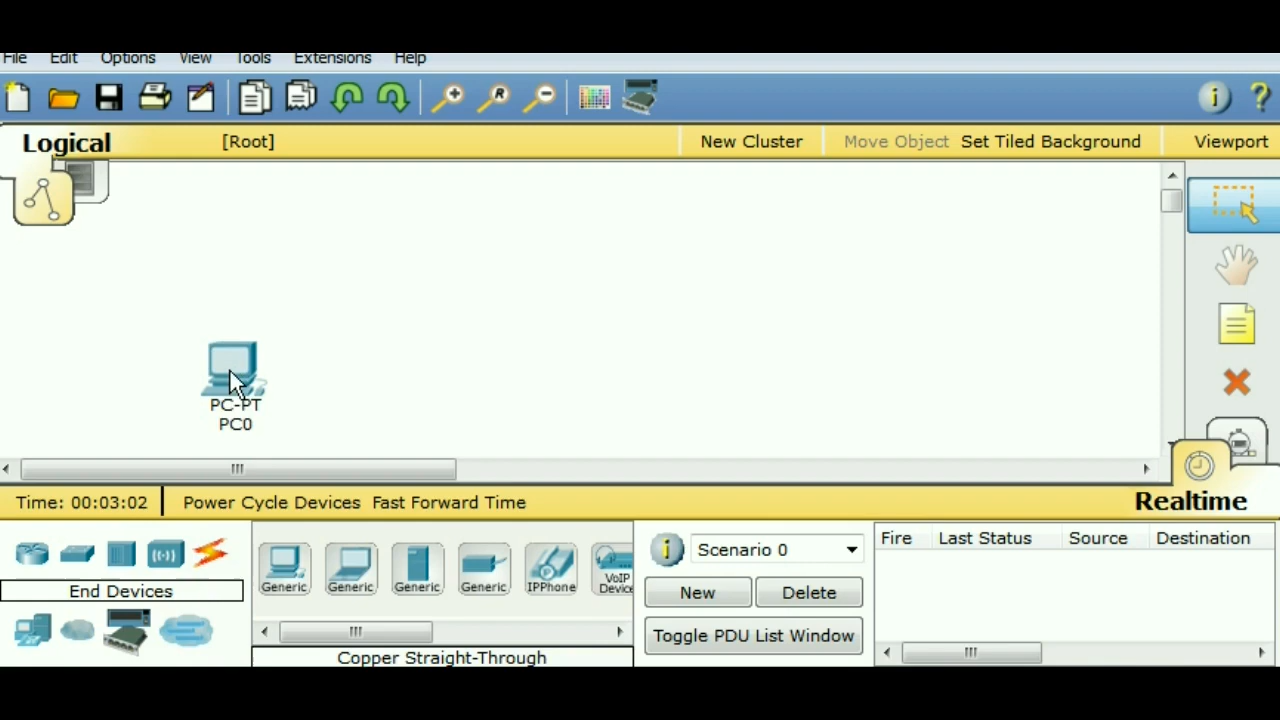 File Edit Options View Tools Extensions Help
Logical [Root] New Cluster Move Object Set Tiled Background Viewport
PC-PT
PC0
Time: 00:03:02 Power Cycle Devices Fast Forward Time Realtime
Fire Last Status Source Destination
Scenario 0
Generic Generic Generic Generic IPPhone VoIP Device
End Devices
New Delete
Toggle PDU List Window
Copper Straight-Through